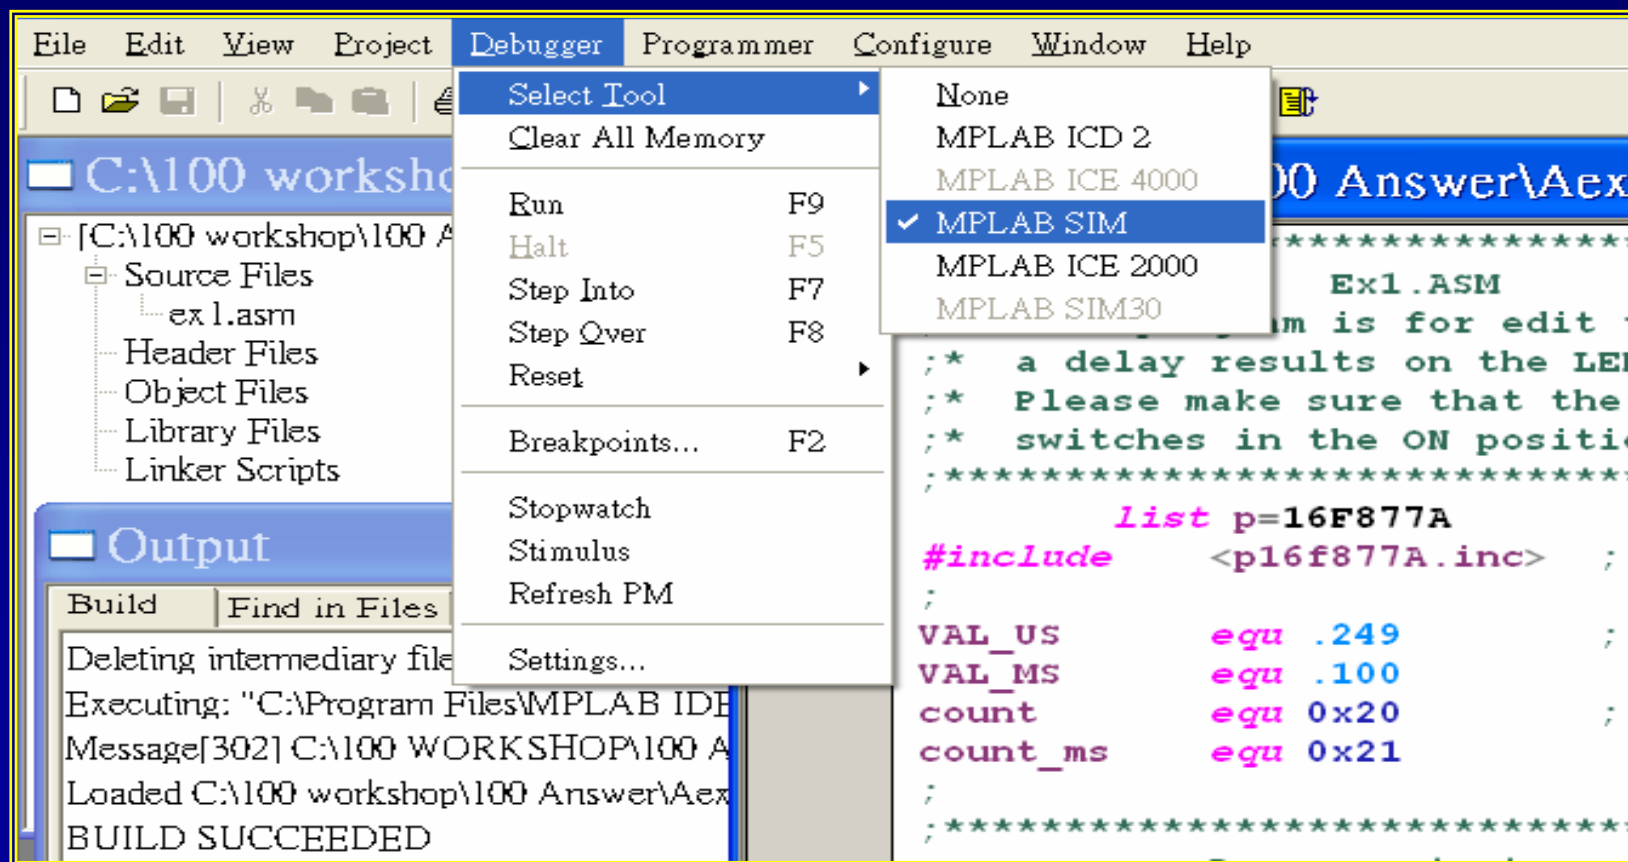 File Edit View Project Debugger Programmer Configure Window Help
Select Tool
Clear All Memory
Run F9
Halt F5
Step Into F7
Step Over F8
Reset
Breakpoints... F2
Stopwatch
Stimulus
Refresh PM
Settings...
None
MPLAB ICD 2
MPLAB ICE 4000
MPLAB SIM
MPLAB ICE 2000
MPLAB SIM30
C:\100 worksho
[C:\100 workshop\100 A
Source Files
ex1.asm
Header Files
Object Files
Library Files
Linker Scripts
Output
Build Find in Files
Deleting intermediary file
Executing: "C:\Program Files\MPLAB IDE
Message[302] C:\100 WORKSHOP\100 A
Loaded C:\100 workshop\100 Answer\Aex
BUILD SUCCEEDED
00 Answer\Aex
*****************
Ex1.ASM
is for edit
;* a delay results on the LE
;* Please make sure that the
;* switches in the ON positi
;*****************************
list p=16F877A
#include <p16f877A.inc> ;
;
VAL_US equ .249 ;
VAL_MS equ .100
count equ 0x20 ;
count_ms equ 0x21
;
;*****************************